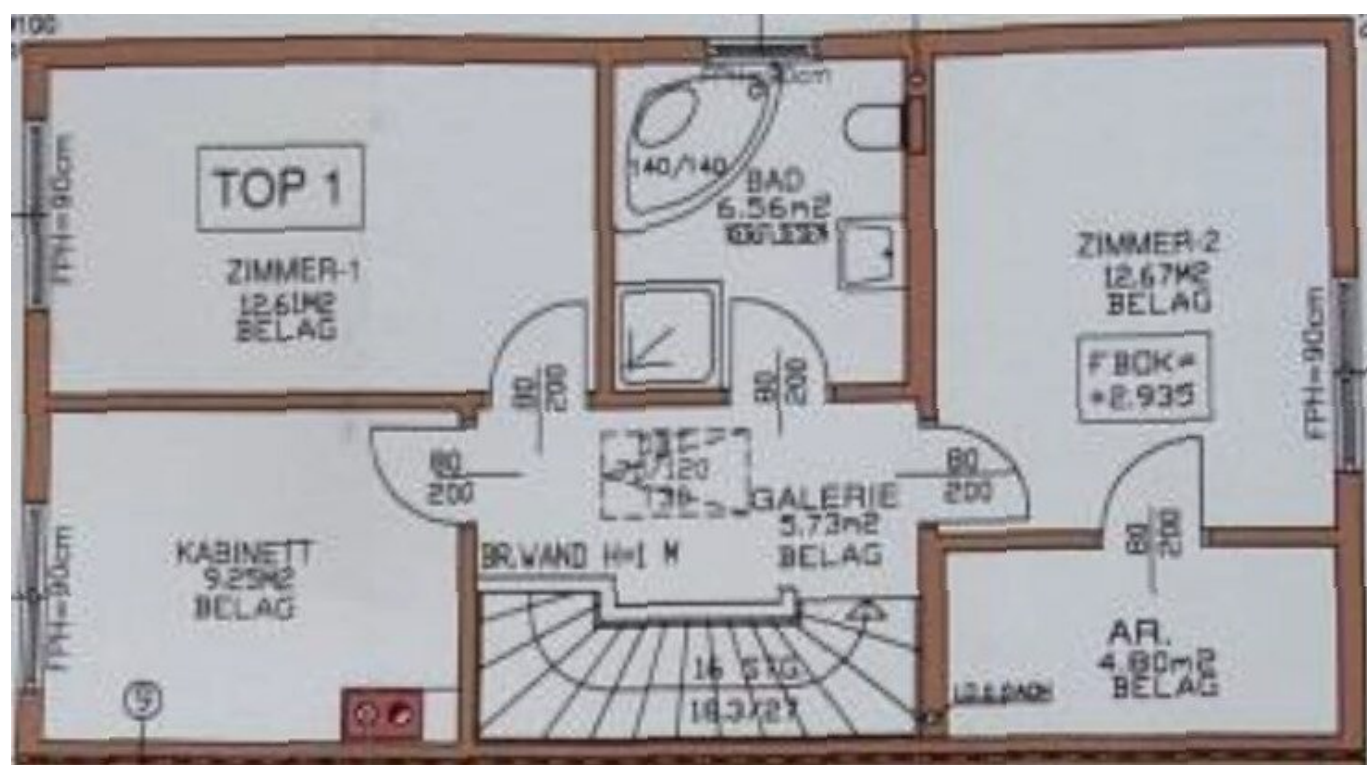 TOP 1
ZIMMER-1
12.61M2
BELAG
FPH=90cm
140/140
BAD
6.56m2
ZIMMER-2
12.67M2
BELAG
FBOK=
+2.935
FPH=90cm
80
200
80
200
80
200
80
200
80
200
KABINETT
9.25M2
BELAG
FPH=90cm
GALERIE
5.73m2
BELAG
BR.WAND H=1 M
16 STG
18.3/27
AR.
4.80m2
BELAG
9